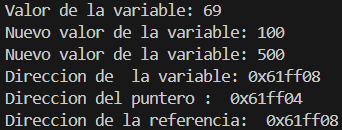 Valor de la variable: 69
Nuevo valor de la variable: 100
Nuevo valor de la variable: 500
Direccion de  la variable: 0x61ff08
Direccion del puntero :  0x61ff04
Direccion de la referencia:  0x61ff08